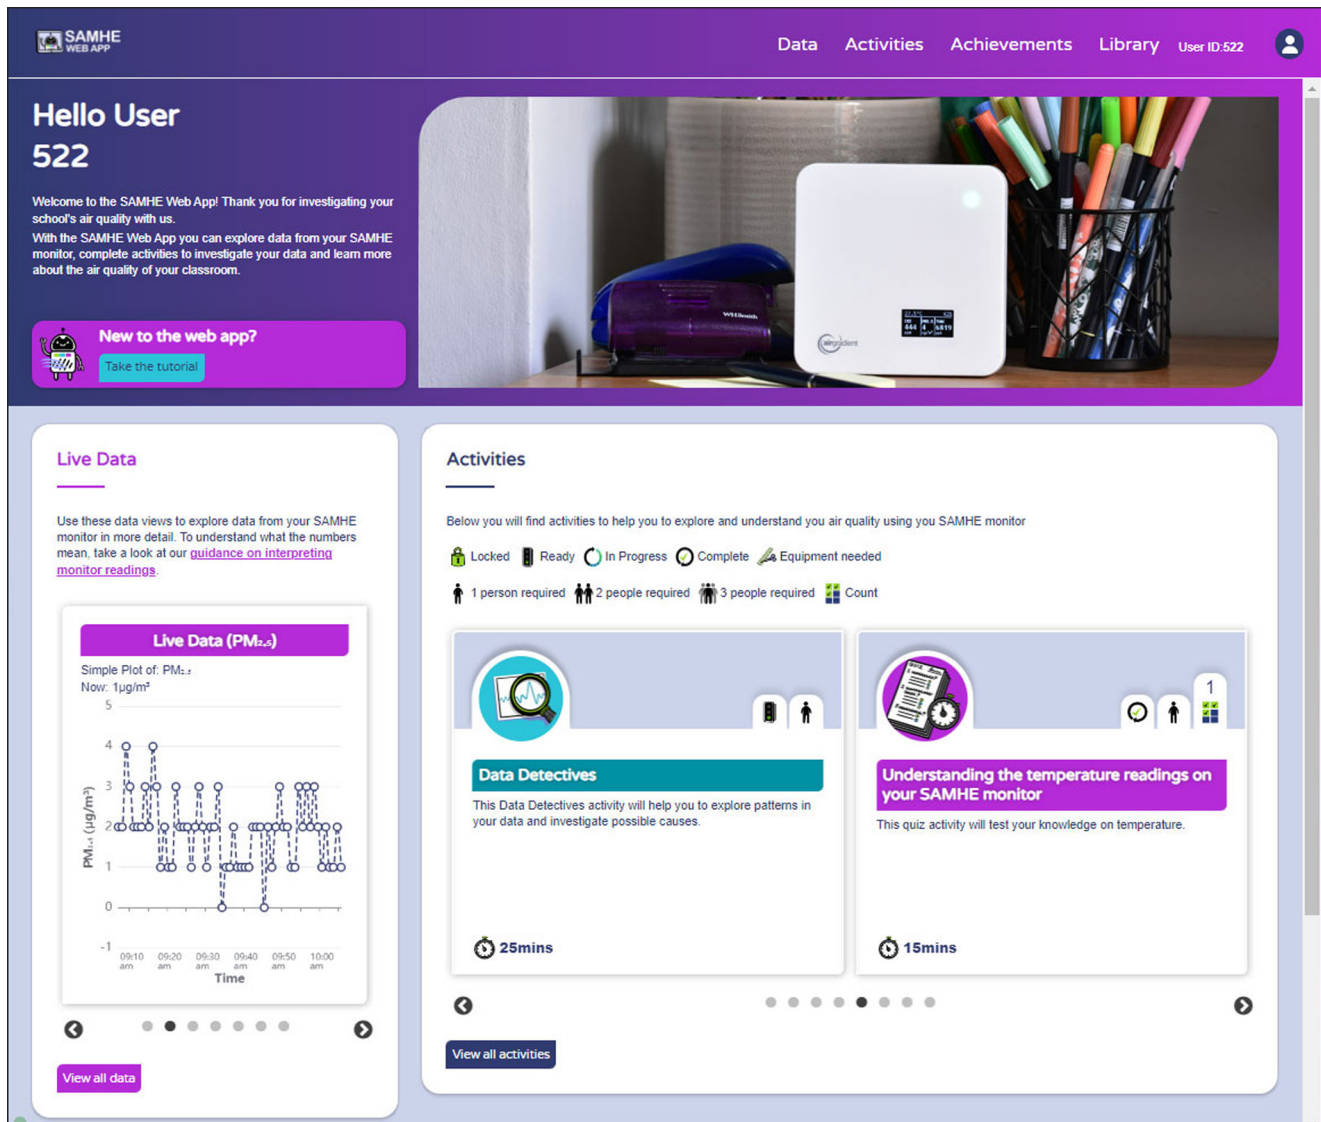 SAMHE
WEB APP
Data Activities Achievements Library User ID:522
Hello User
522
Welcome to the SAMHE Web App! Thank you for investigating your
school's air quality with us.
With the SAMHE Web App you can explore data from your SAMHE
monitor, complete activities to investigate your data and learn more
about the air quality of your classroom.
New to the web app?
Take the tutorial
WHSmith
444 4 6819
airgradient
Live Data
Use these data views to explore data from your SAMHE
monitor in more detail. To understand what the numbers
mean, take a look at our guidance on interpreting
monitor readings.
Live Data (PM₂.₅)
Simple Plot of: PM₂.₅
Now: 1µg/m³
5
4
3
2
1
0
-1
PM₂.₅ (µg/m³)
09:10 am 09:20 am 09:30 am 09:40 am 09:50 am 10:00 am
Time
View all data
Activities
Below you will find activities to help you to explore and understand you air quality using you SAMHE monitor
Locked Ready In Progress Complete Equipment needed
1 person required 2 people required 3 people required Count
Data Detectives
This Data Detectives activity will help you to explore patterns in
your data and investigate possible causes.
25mins
1
Understanding the temperature readings on
your SAMHE monitor
This quiz activity will test your knowledge on temperature.
15mins
View all activities